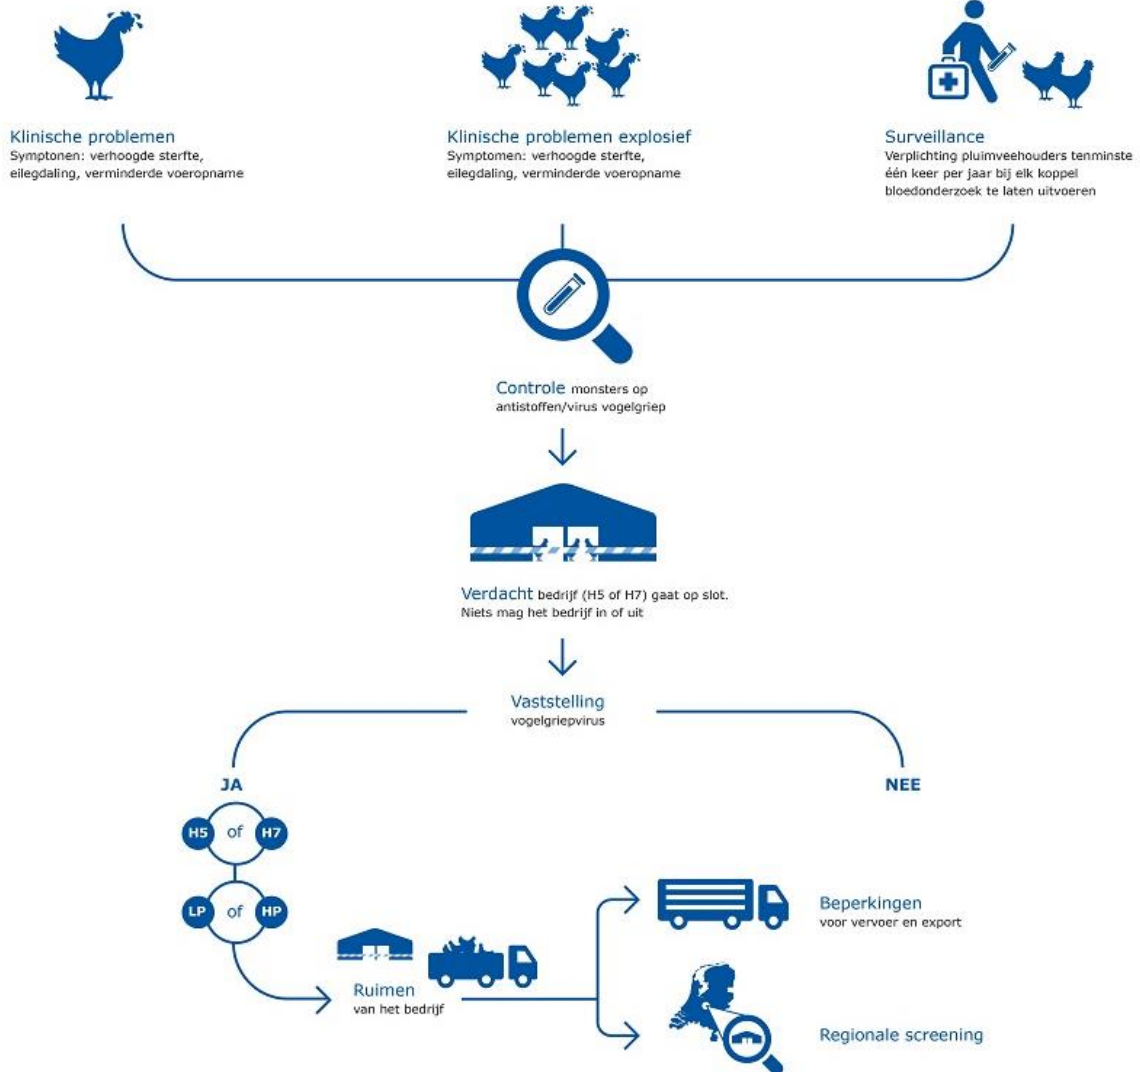 Klinische problemen
Symptonen: verhoogde sterfte,
eilegdaling, verminderde voeropname
Klinische problemen explosief
Symptomen: verhoogde sterfte,
eilegdaling, verminderde voeropname
Surveillance
Verplichting pluimveehouders tenminste
één keer per jaar bij elk koppel
bloedonderzoek te laten uitvoeren
Controle monsters op
antistoffen/virus vogelgriep
Verdacht bedrijf (H5 of H7) gaat op slot.
Niets mag het bedrijf in of uit
Vaststelling
vogelgriepvirus
JA
NEE
H5 of H7
LP of HP
Ruimen
van het bedrijf
Beperkingen
voor vervoer en export
Regionale screening